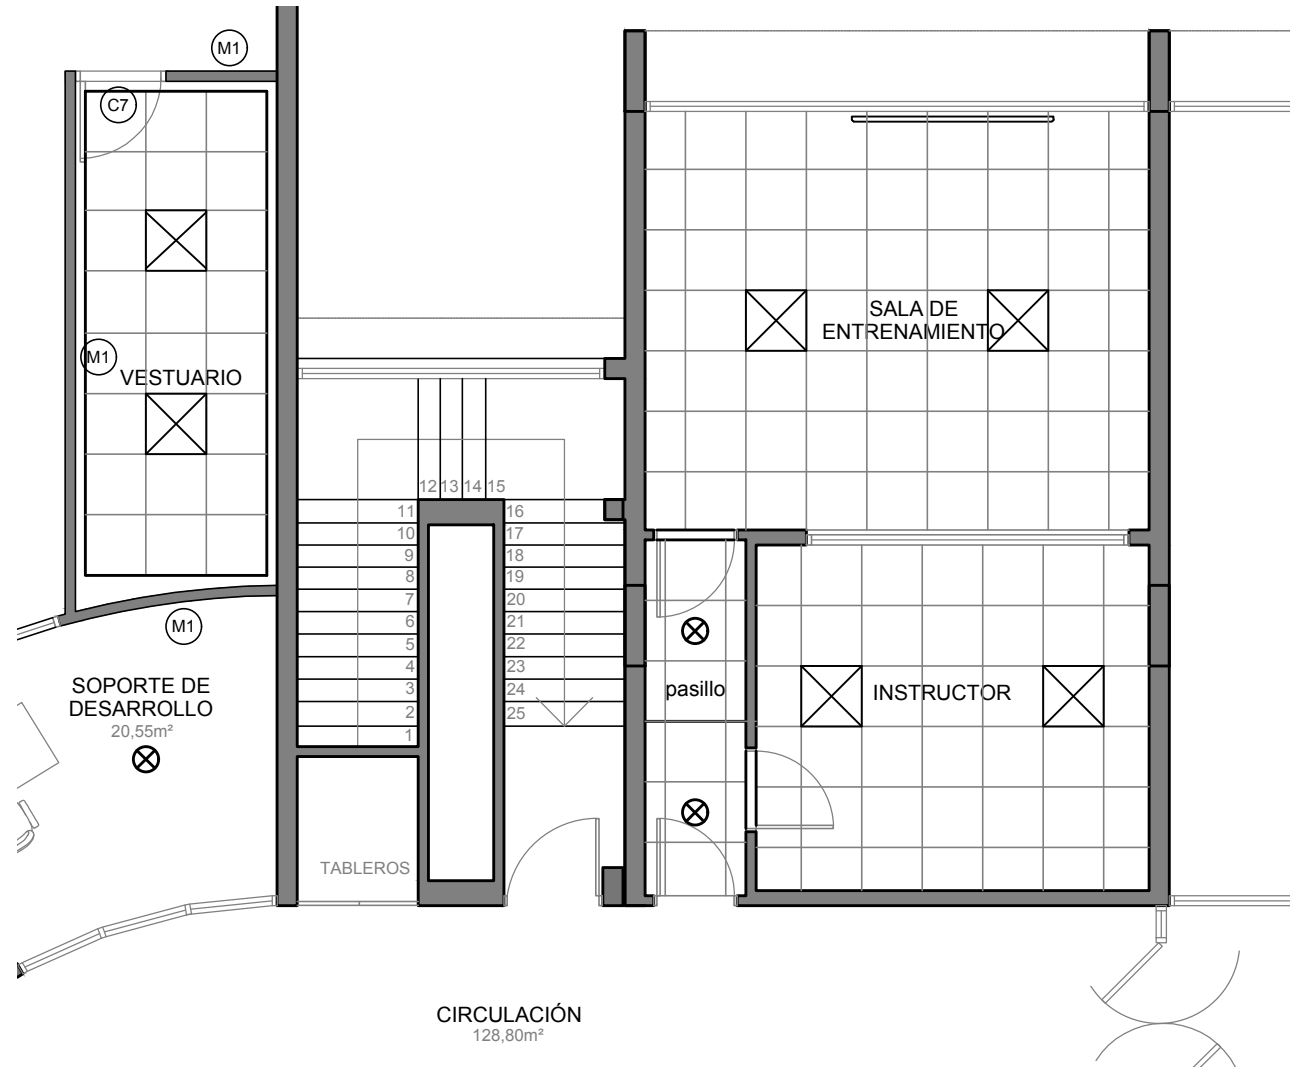 M1
C7
SALA DE
ENTRENAMIENTO
M1
VESTUARIO
12 13 14 15
11 16
10 17
9 18
8 19
7 20
6 21
5 22
4 23
3 24
2 25
1
M1
SOPORTE DE
DESARROLLO
20,55m²
pasillo
INSTRUCTOR
TABLEROS
CIRCULACIÓN
128,80m²